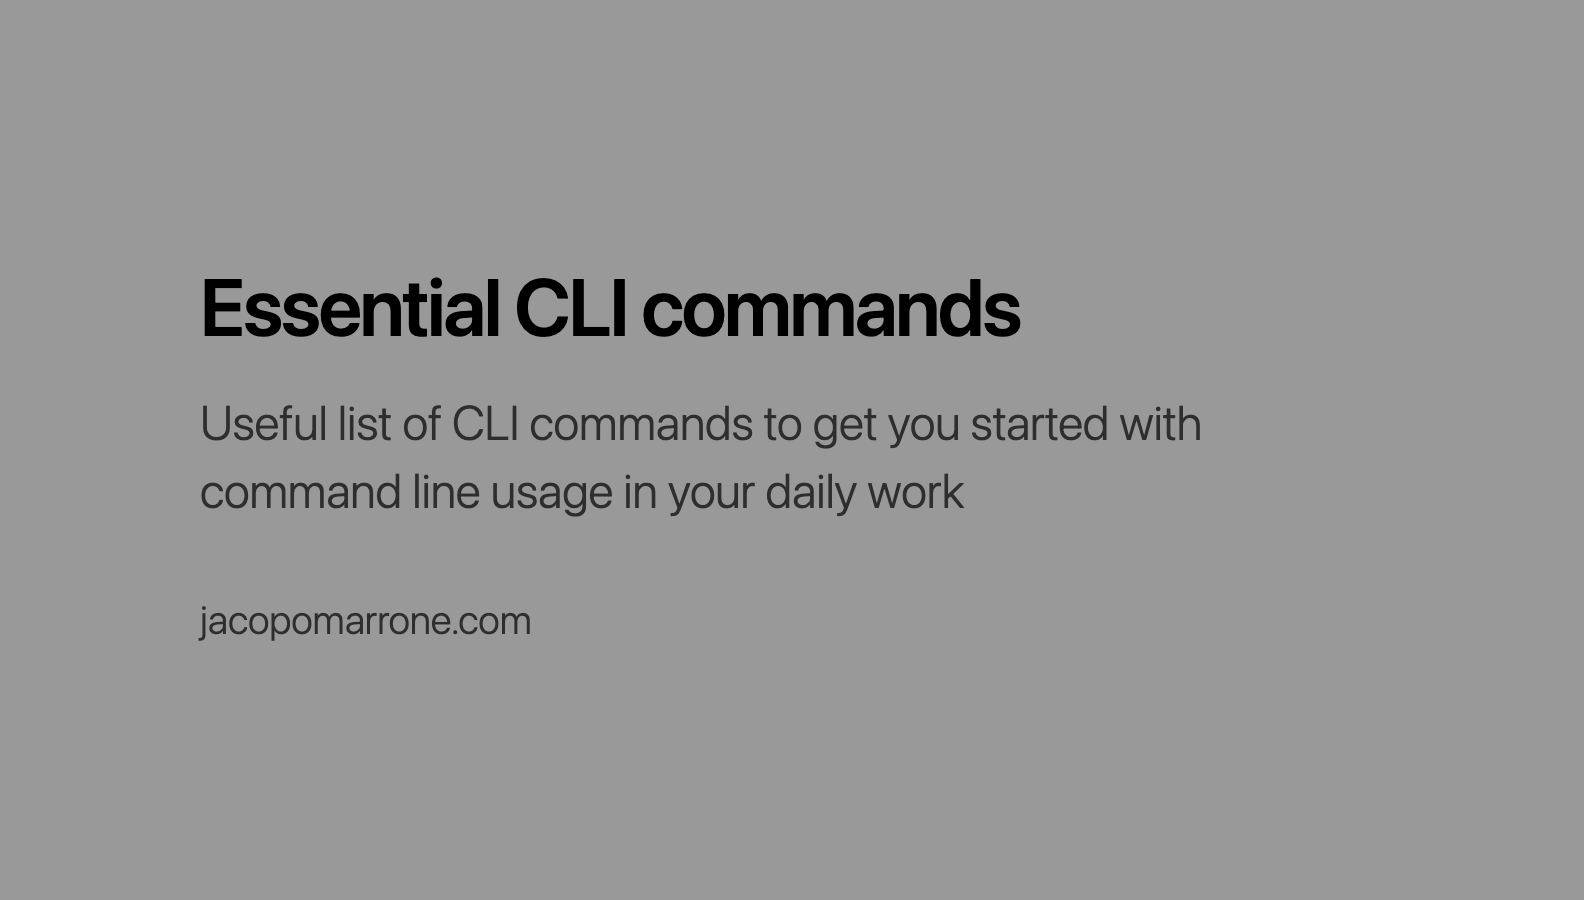 Essential CLI commands
Useful list of CLI commands to get you started with
command line usage in your daily work
jacopomarrone.com